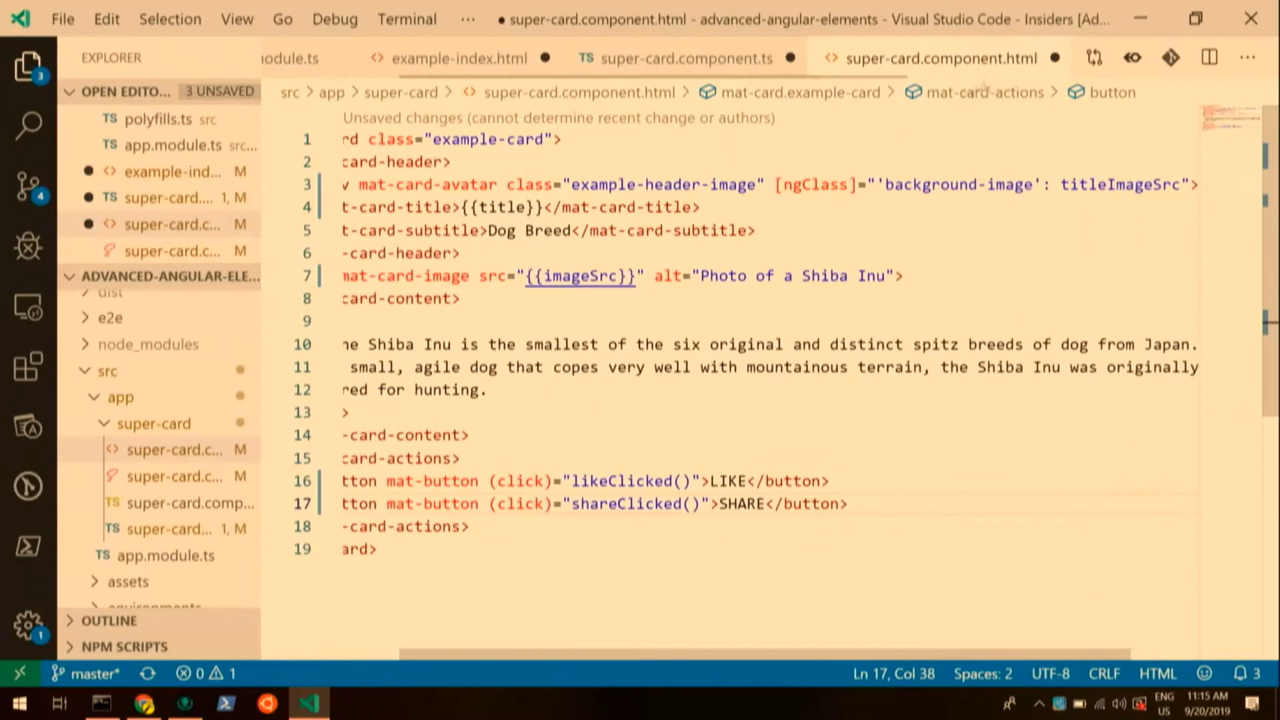 File Edit Selection View Go Debug Terminal ··· ● super-card.component.html - advanced-angular-elements - Visual Studio Code - Insiders [Ad...
EXPLORER
odule.ts <> example-index.html ● TS super-card.component.ts ● <> super-card.component.html ●
OPEN EDITO... 3 UNSAVED
src > app > super-card > <> super-card.component.html > mat-card.example-card > mat-card-actions > button
TS polyfills.ts src
TS app.module.ts src...
● <> example-ind... M
● TS super-card.... 1, M
● <> super-card.c... M
super-card.c... M
ADVANCED-ANGULAR-ELE...
dist
> e2e
> node_modules
src
app
super-card
<> super-card.c... M
super-card.c... M
TS super-card.comp...
TS super-card.... 1, M
TS app.module.ts
> assets
> environments
> OUTLINE
> NPM SCRIPTS
Unsaved changes (cannot determine recent change or authors)
1 rd class="example-card">
2 card-header>
3 v mat-card-avatar class="example-header-image" [ngClass]="'background-image': titleImageSrc">
4 t-card-title>{{title}}</mat-card-title>
5 t-card-subtitle>Dog Breed</mat-card-subtitle>
6 -card-header>
7 mat-card-image src="{{imageSrc}}" alt="Photo of a Shiba Inu">
8 card-content>
9
10 he Shiba Inu is the smallest of the six original and distinct spitz breeds of dog from Japan.
11 small, agile dog that copes very well with mountainous terrain, the Shiba Inu was originally
12 red for hunting.
13 >
14 -card-content>
15 card-actions>
16 tton mat-button (click)="likeClicked()">LIKE</button>
17 tton mat-button (click)="shareClicked()">SHARE</button>
18 -card-actions>
19 ard>
3
4
1
master* 0 1 Ln 17, Col 38 Spaces: 2 UTF-8 CRLF HTML 3
ENG
US
11:15 AM
9/20/2019